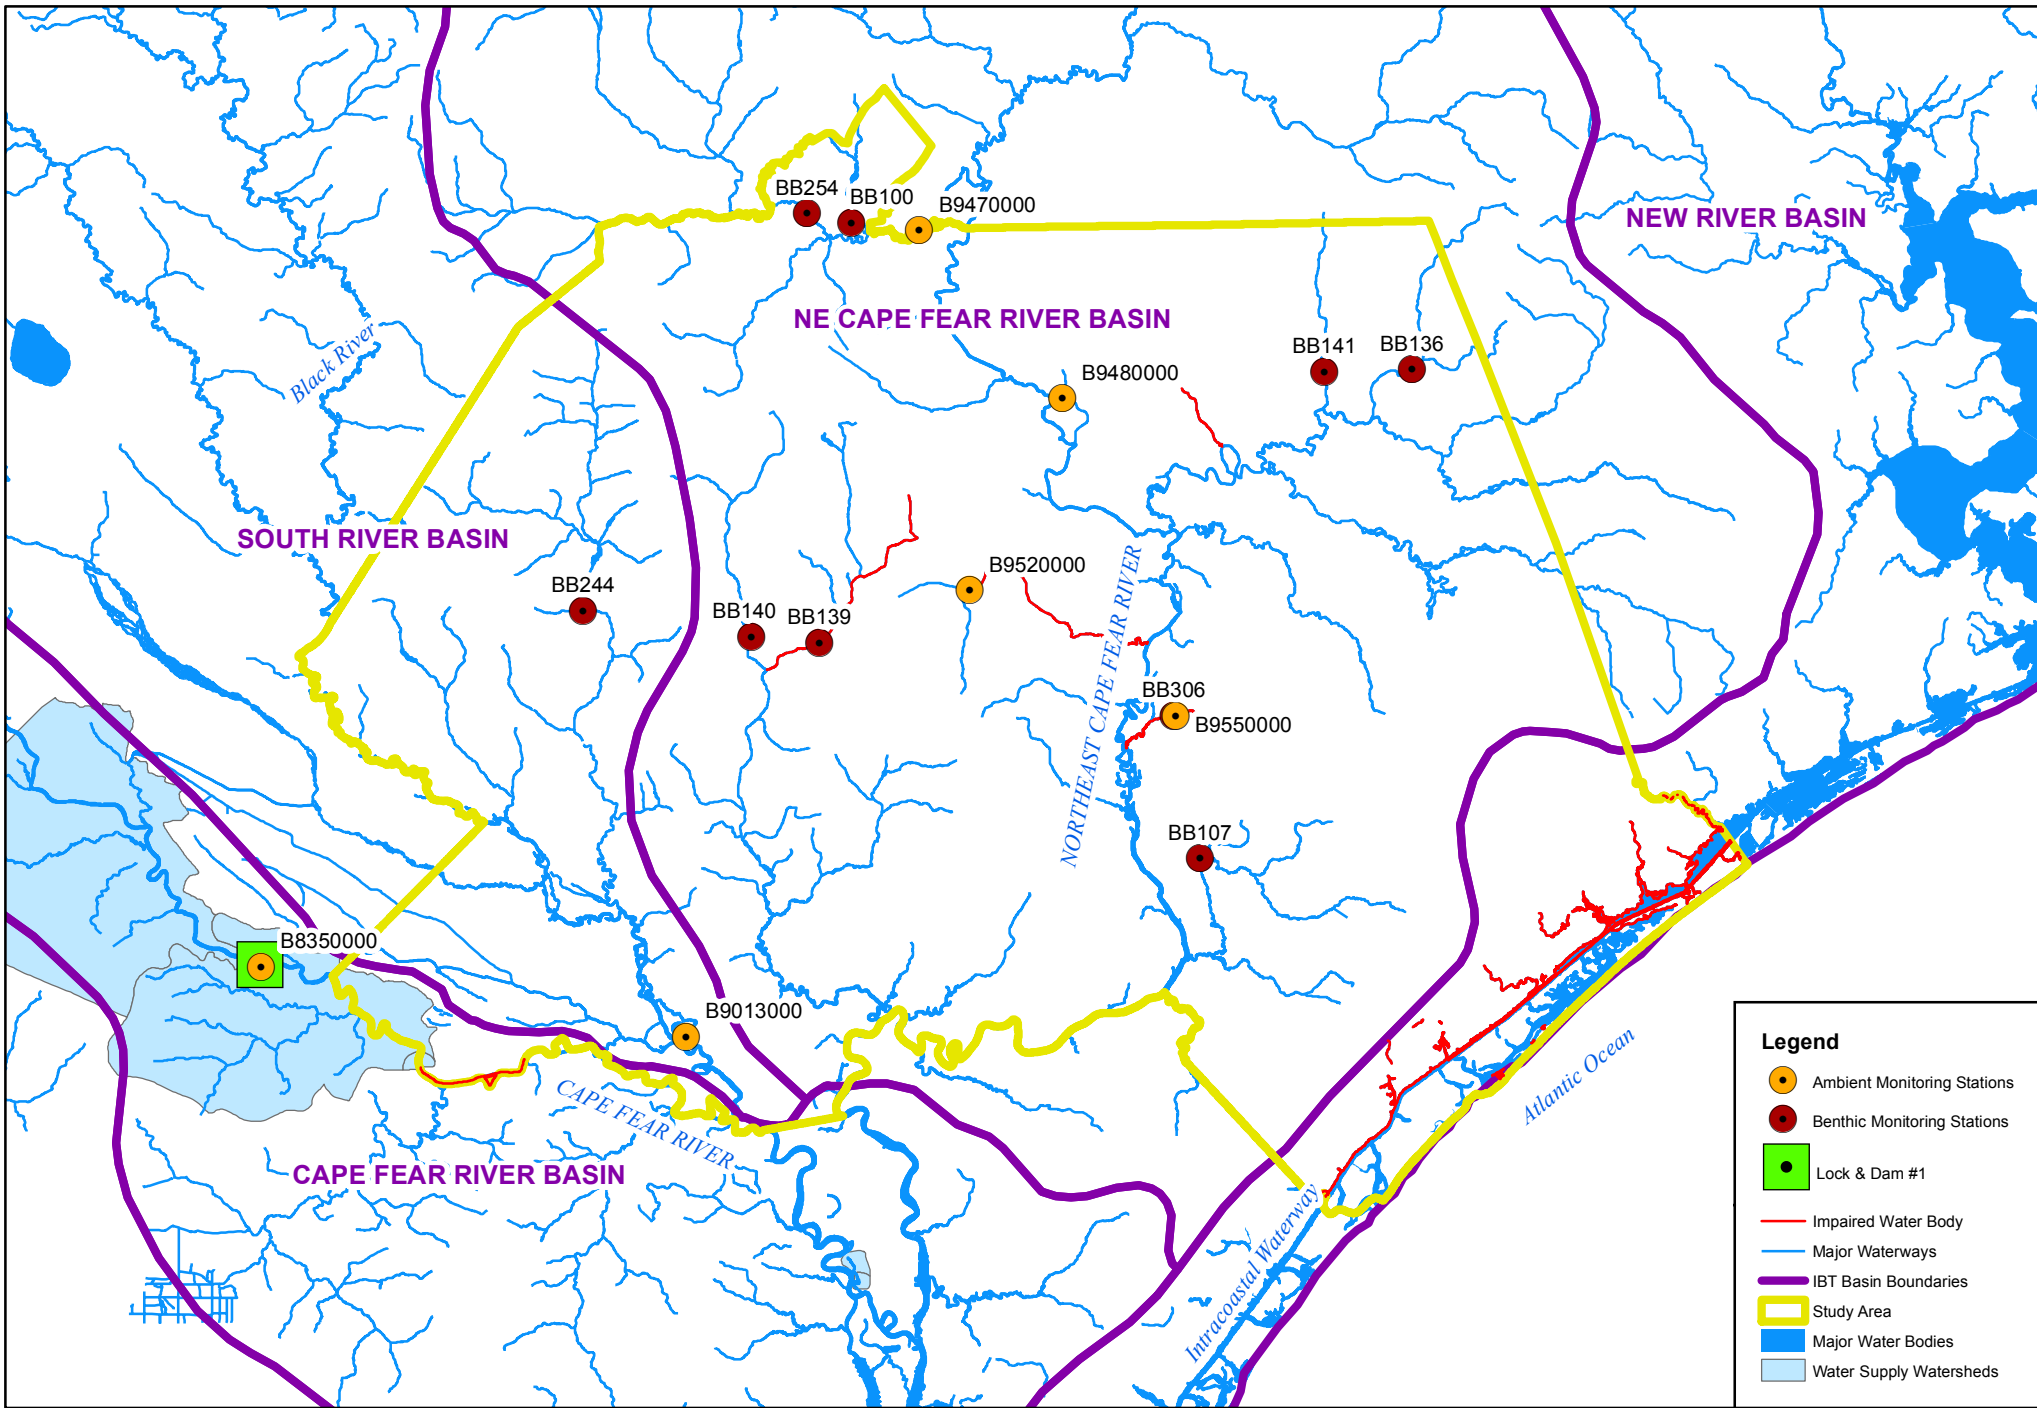 BB254
BB100
B9470000
NEW RIVER BASIN
NE CAPE FEAR RIVER BASIN
Black River
BB141
BB136
B9480000
SOUTH RIVER BASIN
B9520000
BB244
BB140
BB139
NORTHEAST CAPE FEAR RIVER
BB306
B9550000
BB107
B8350000
B9013000
CAPE FEAR RIVER
CAPE FEAR RIVER BASIN
Atlantic Ocean
Intracoastal Waterway
Legend
Ambient Monitoring Stations
Benthic Monitoring Stations
Lock & Dam #1
Impaired Water Body
Major Waterways
IBT Basin Boundaries
Study Area
Major Water Bodies
Water Supply Watersheds